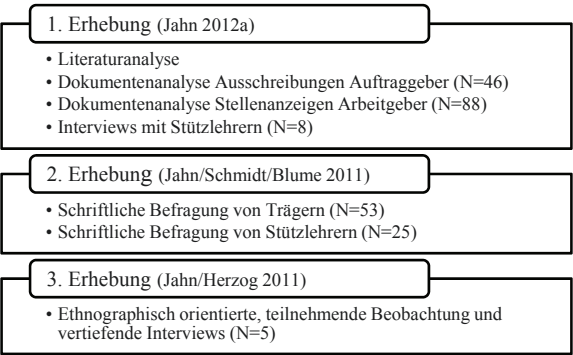 1. Erhebung (Jahn 2012a)
• Literaturanalyse
• Dokumentenanalyse Ausschreibungen Auftraggeber (N=46)
• Dokumentenanalyse Stellenanzeigen Arbeitgeber (N=88)
• Interviews mit Stützlehrern (N=8)
2. Erhebung (Jahn/Schmidt/Blume 2011)
• Schriftliche Befragung von Trägern (N=53)
• Schriftliche Befragung von Stützlehrern (N=25)
3. Erhebung (Jahn/Herzog 2011)
• Ethnographisch orientierte, teilnehmende Beobachtung und
vertiefende Interviews (N=5)